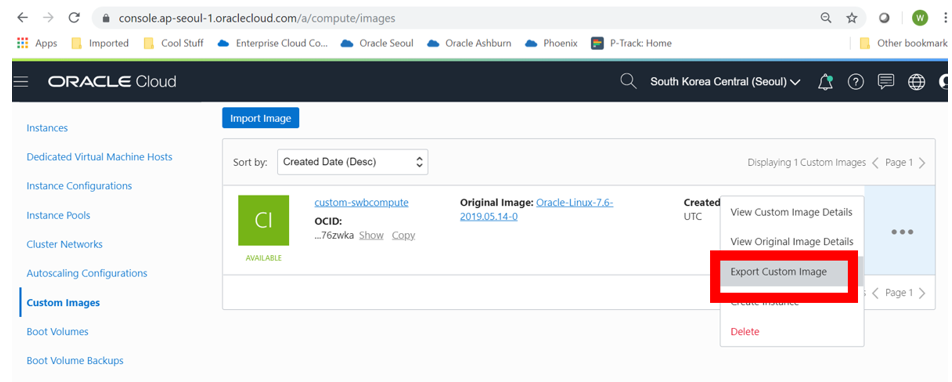 console.ap-seoul-1.oraclecloud.com/a/compute/images
W
Apps Imported Cool Stuff Enterprise Cloud Co... Oracle Seoul Oracle Ashburn Phoenix P-Track: Home Other bookmark
ORACLE Cloud South Korea Central (Seoul)
Import Image
Instances
Dedicated Virtual Machine Hosts
Instance Configurations
Instance Pools
Cluster Networks
Autoscaling Configurations
Custom Images
Boot Volumes
Boot Volume Backups
Sort by: Created Date (Desc) Displaying 1 Custom Images Page 1
CI
AVAILABLE
custom-swbcompute
OCID:
...76zwka Show Copy
Original Image: Oracle-Linux-7.6-
2019.05.14-0
Created
UTC
View Custom Image Details
View Original Image Details
Export Custom Image
Create Instance
Delete
Page 1